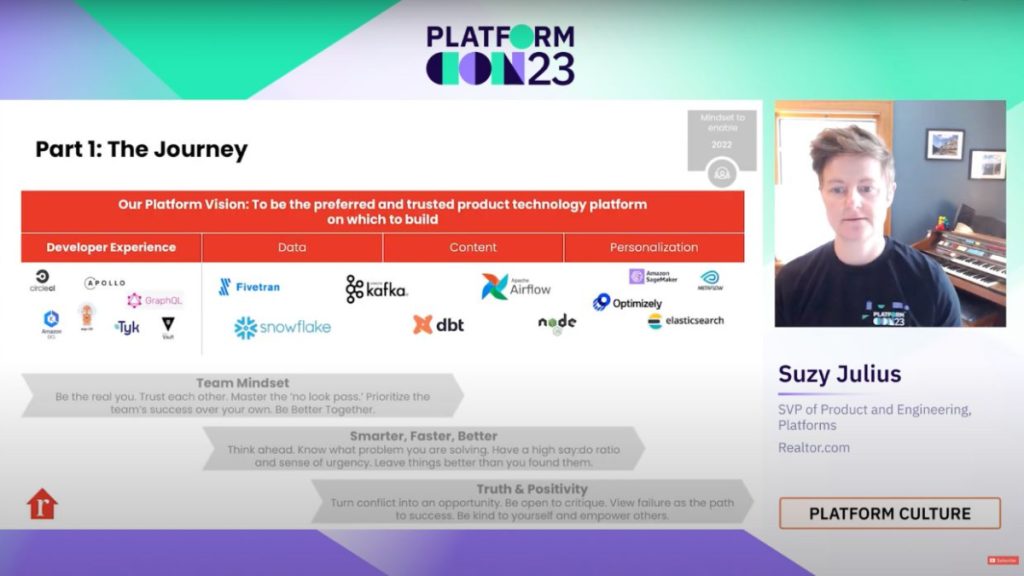 PLATFORM
CON23
Part 1: The Journey
Mindset to
enable
2022
Our Platform Vision: To be the preferred and trusted product technology platform
on which to build
Developer Experience
Data
Content
Personalization
circleci
APOLLO
GraphQL
Amazon
Tyk
Vault
Fivetran
snowflake
kafka
dbt
Apache
Airflow
node
Amazon
SageMaker
METAFLOW
Optimizely
elasticsearch
Team Mindset
Be the real you. Trust each other. Master the ‘no look pass.’ Prioritize the
team’s success over your own. Be Better Together.
Smarter, Faster, Better
Think ahead. Know what problem you are solving. Have a high say:do ratio
and sense of urgency. Leave things better than you found them.
Truth & Positivity
Turn conflict into an opportunity. Be open to critique. View failure as the path
to success. Be kind to yourself and empower others.
r
PLATFORM
CON23
Suzy Julius
SVP of Product and Engineering,
Platforms
Realtor.com
PLATFORM CULTURE
Subscribe